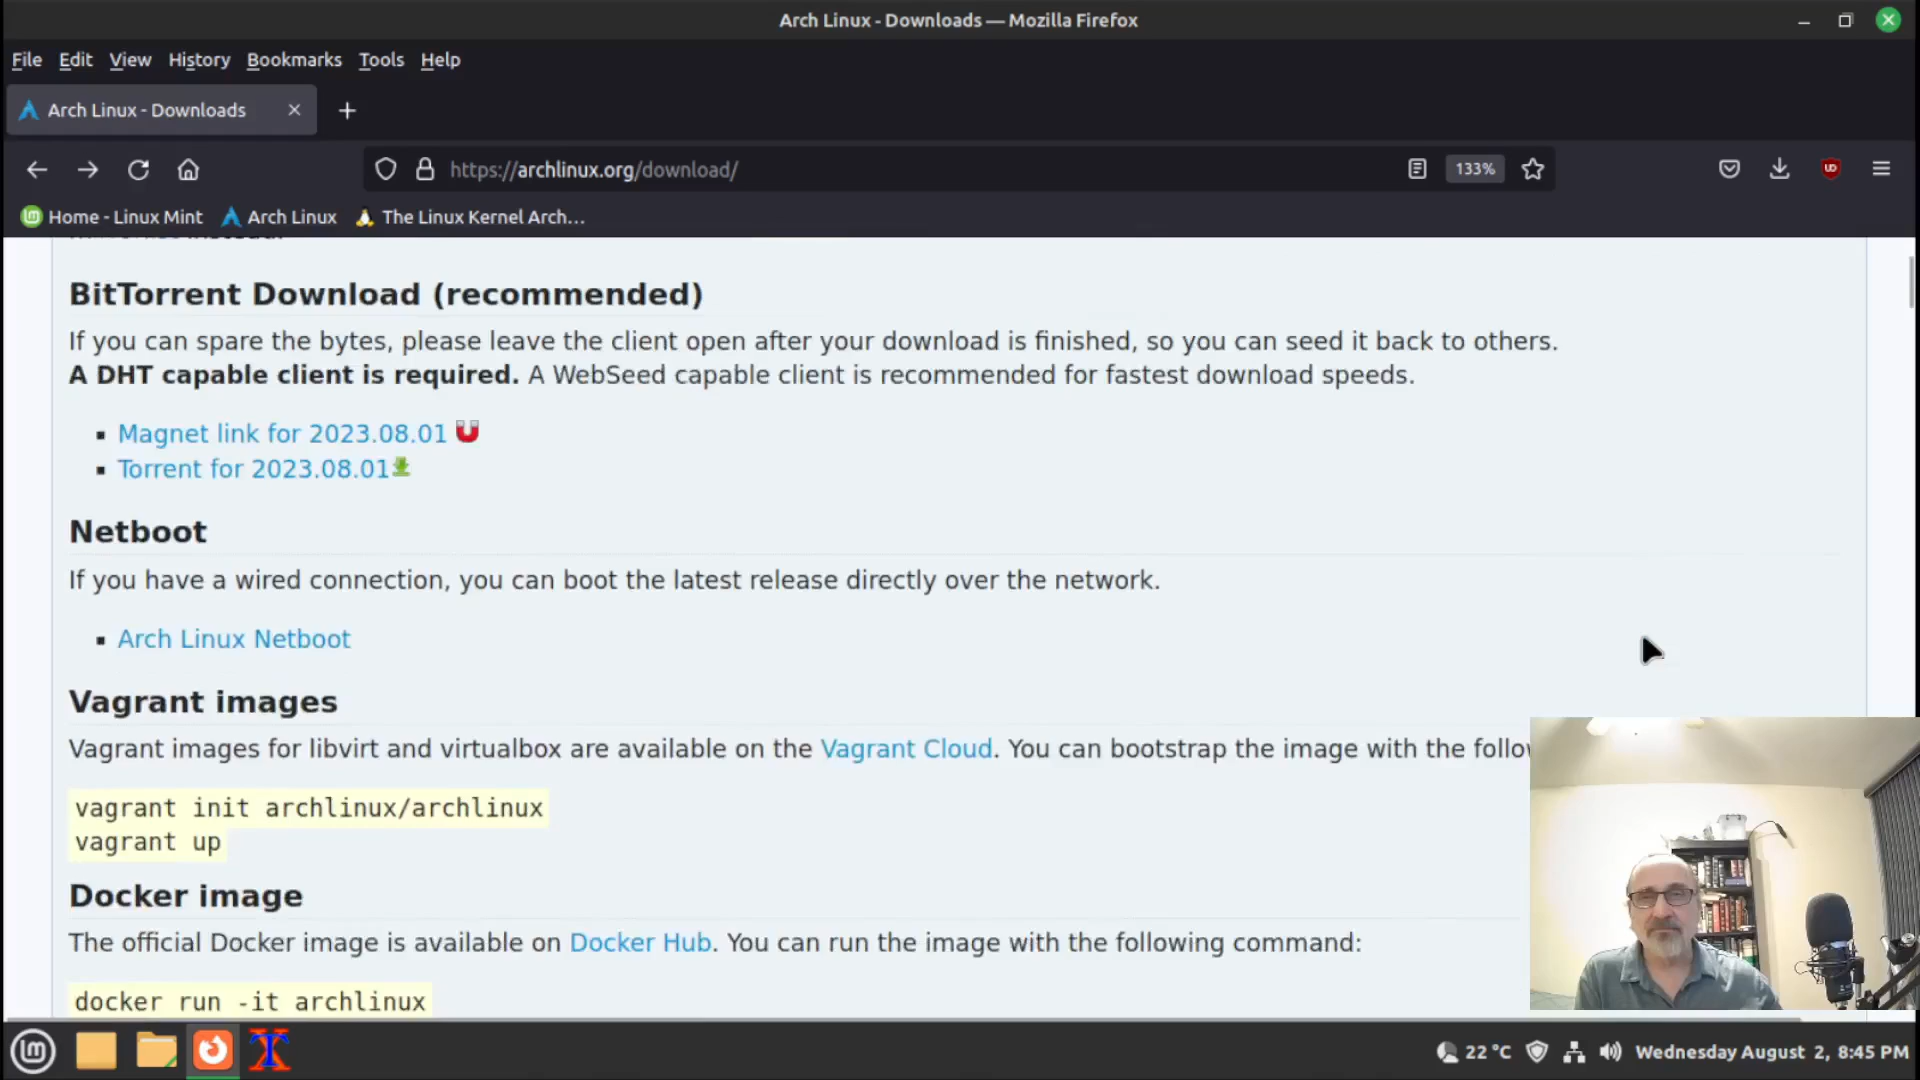 Arch Linux - Downloads — Mozilla Firefox
File Edit View History Bookmarks Tools Help
Arch Linux - Downloads
https://archlinux.org/download/
133%
Home - Linux Mint Arch Linux The Linux Kernel Arch…
BitTorrent Download (recommended)
If you can spare the bytes, please leave the client open after your download is finished, so you can seed it back to others.
A DHT capable client is required. A WebSeed capable client is recommended for fastest download speeds.
Magnet link for 2023.08.01
Torrent for 2023.08.01
Netboot
If you have a wired connection, you can boot the latest release directly over the network.
Arch Linux Netboot
Vagrant images
Vagrant images for libvirt and virtualbox are available on the Vagrant Cloud. You can bootstrap the image with the follo
vagrant init archlinux/archlinux
vagrant up
Docker image
The official Docker image is available on Docker Hub. You can run the image with the following command:
docker run -it archlinux
22 °C Wednesday August 2, 8:45 PM